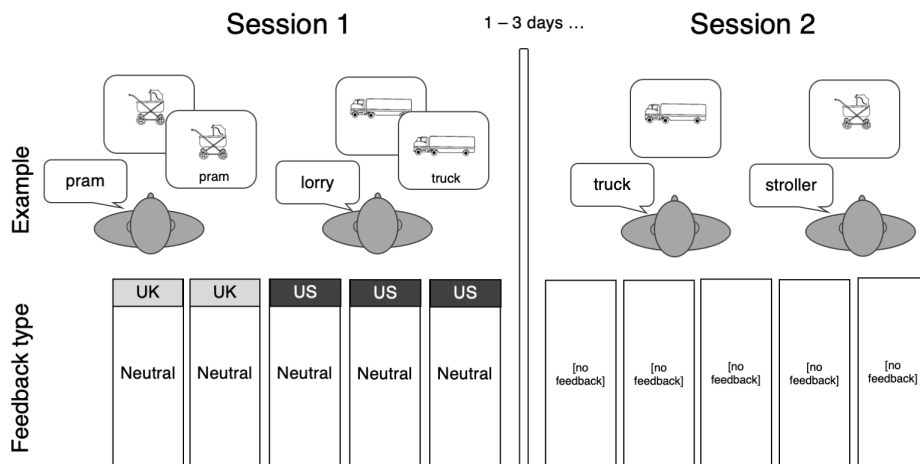 Session 1
1 – 3 days ...
Session 2
Example
pram
pram
lorry
truck
truck
stroller
Feedback type
UK
UK
US
US
US
Neutral
Neutral
Neutral
Neutral
Neutral
[no
feedback]
[no
feedback]
[no
feedback]
[no
feedback]
[no
feedback]